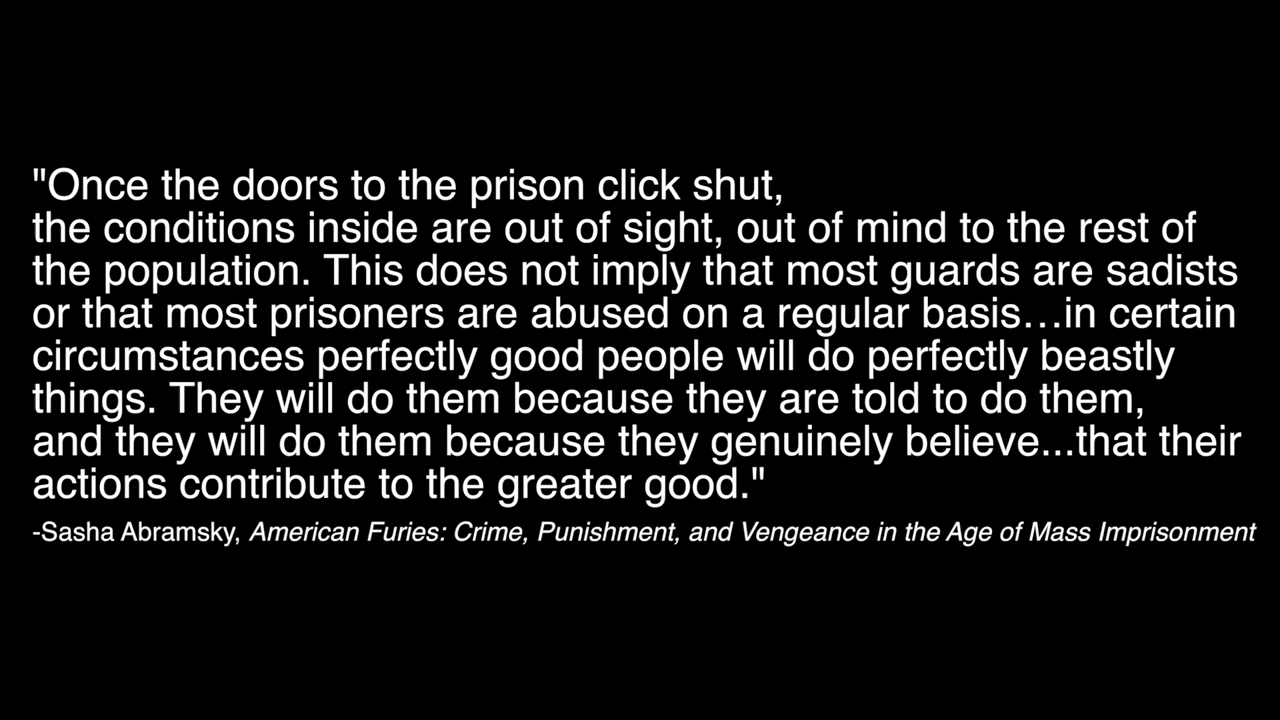 "Once the doors to the prison click shut,
the conditions inside are out of sight, out of mind to the rest of
the population. This does not imply that most guards are sadists
or that most prisoners are abused on a regular basis…in certain
circumstances perfectly good people will do perfectly beastly
things. They will do them because they are told to do them,
and they will do them because they genuinely believe...that their
actions contribute to the greater good."
-Sasha Abramsky, American Furies: Crime, Punishment, and Vengeance in the Age of Mass Imprisonment